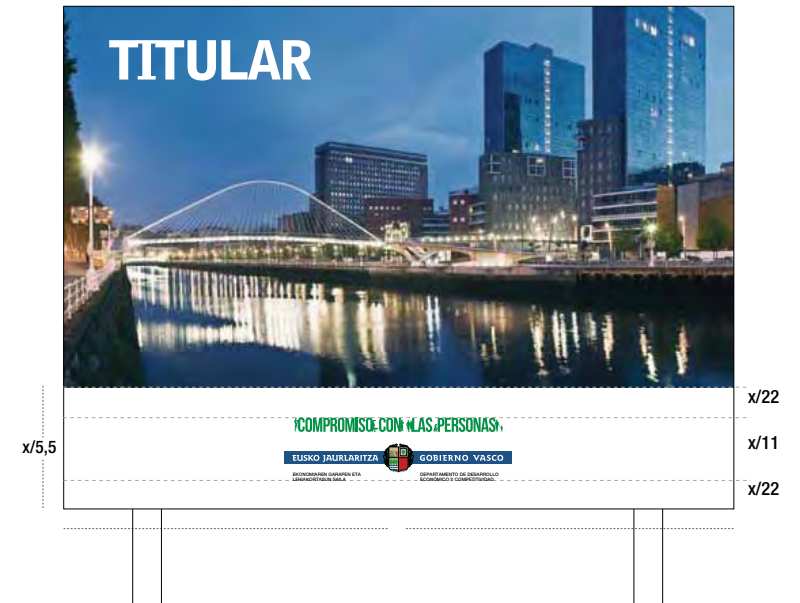 TITULAR
x/22
COMPROMISO CON LAS PERSONAS
x/11
x/5,5
EUSKO JAURLARITZA GOBIERNO VASCO
EKONOMIAREN GARAPEN ETA
LEHIAKORTASUN SAILA
DEPARTAMENTO DE DESARROLLO
ECONÓMICO Y COMPETITIVIDAD
x/22